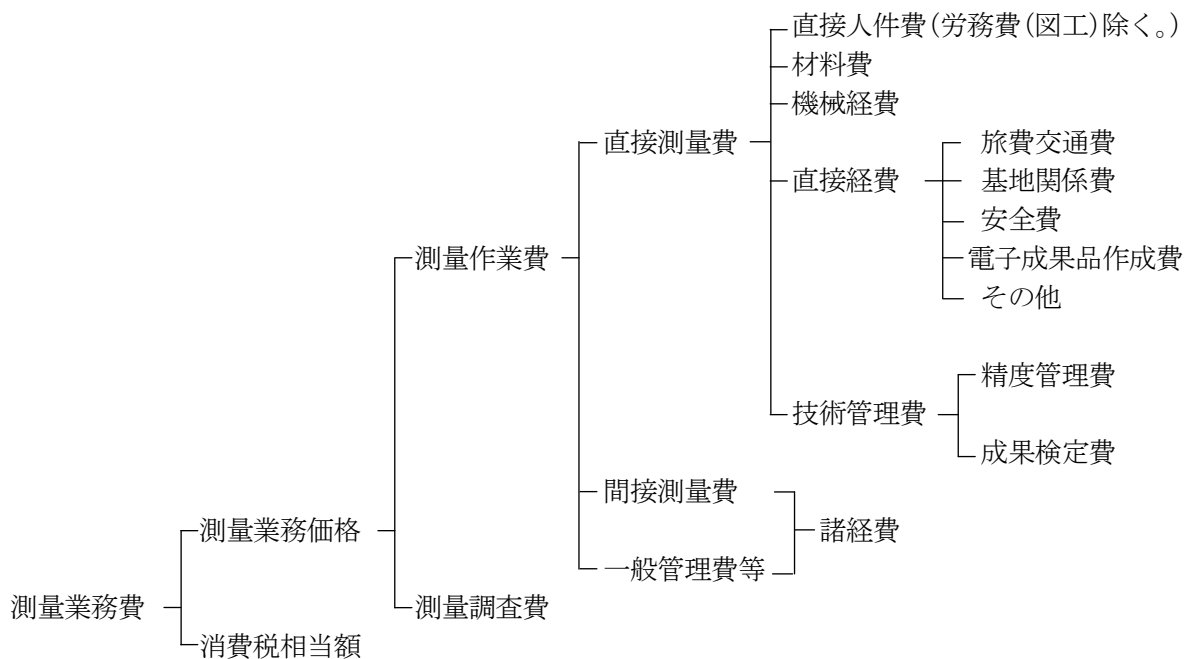 直接人件費(労務費(図工)除く。)
材料費
機械経費
直接測量費
旅費交通費
直接経費
基地関係費
安全費
測量作業費
電子成果品作成費
その他
精度管理費
技術管理費
成果検定費
間接測量費
測量業務価格
諸経費
一般管理費等
測量業務費
測量調査費
消費税相当額